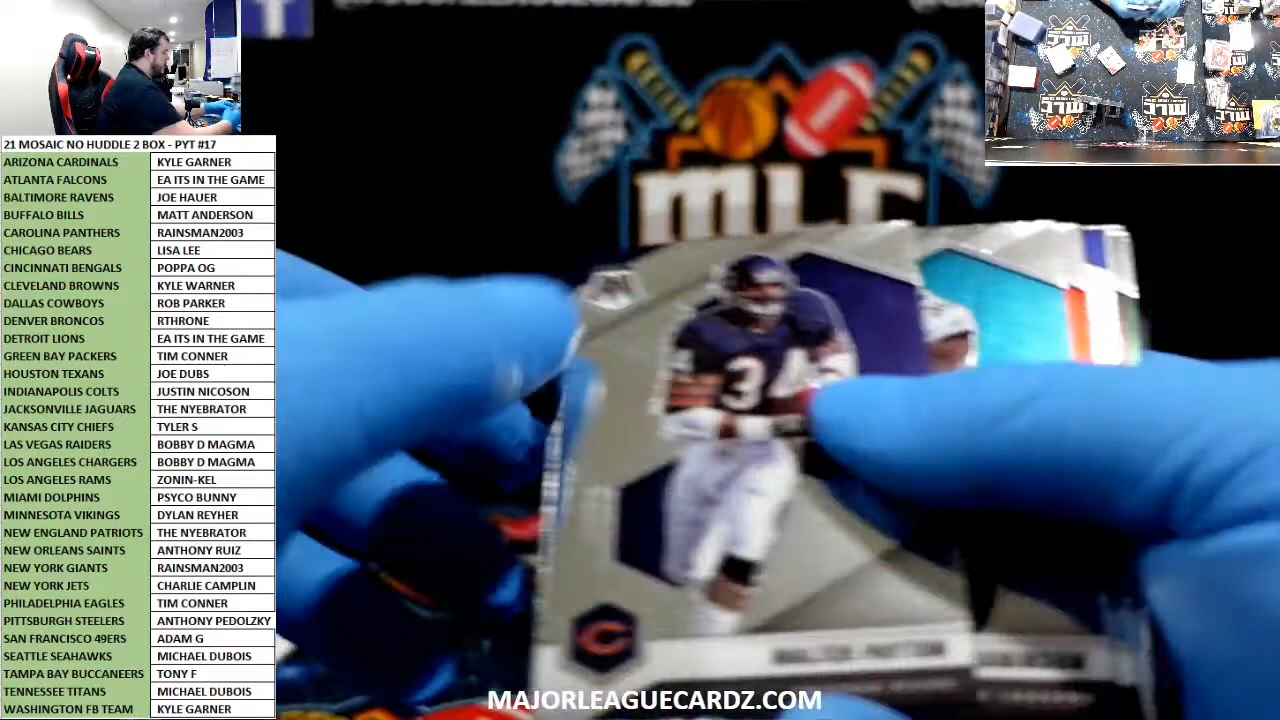 21 MOSAIC NO HUDDLE 2 BOX - PYT #17
ARIZONA CARDINALS KYLE GARNER
ATLANTA FALCONS EA ITS IN THE GAME
BALTIMORE RAVENS JOE HAUER
BUFFALO BILLS MATT ANDERSON
CAROLINA PANTHERS RAINSMAN2003
CHICAGO BEARS LISA LEE
CINCINNATI BENGALS POPPA OG
CLEVELAND BROWNS KYLE WARNER
DALLAS COWBOYS ROB PARKER
DENVER BRONCOS RTHRONE
DETROIT LIONS EA ITS IN THE GAME
GREEN BAY PACKERS TIM CONNER
HOUSTON TEXANS JOE DUBS
INDIANAPOLIS COLTS JUSTIN NICOSON
JACKSONVILLE JAGUARS THE NYEBRATOR
KANSAS CITY CHIEFS TYLER S
LAS VEGAS RAIDERS BOBBY D MAGMA
LOS ANGELES CHARGERS BOBBY D MAGMA
LOS ANGELES RAMS ZONIN-KEL
MIAMI DOLPHINS PSYCO BUNNY
MINNESOTA VIKINGS DYLAN REYHER
NEW ENGLAND PATRIOTS THE NYEBRATOR
NEW ORLEANS SAINTS ANTHONY RUIZ
NEW YORK GIANTS RAINSMAN2003
NEW YORK JETS CHARLIE CAMPLIN
PHILADELPHIA EAGLES TIM CONNER
PITTSBURGH STEELERS ANTHONY PEDOLZKY
SAN FRANCISCO 49ERS ADAM G
SEATTLE SEAHAWKS MICHAEL DUBOIS
TAMPA BAY BUCCANEERS TONY F
TENNESSEE TITANS MICHAEL DUBOIS
WASHINGTON FB TEAM KYLE GARNER
MLC
34
WALTER PAYTON
MAJORLEAGUECARDZ.COM